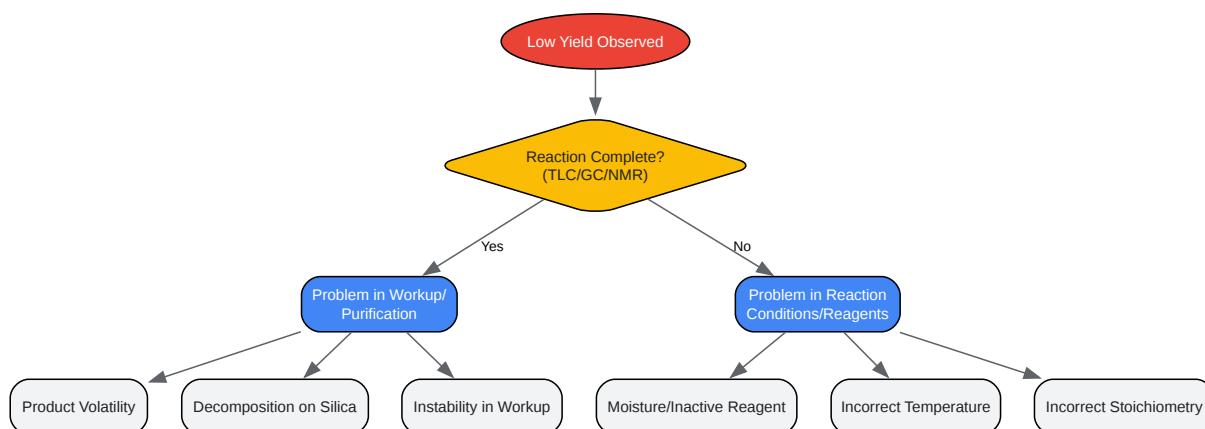 Low Yield Observed
Reaction Complete?
(TLC/GC/NMR)
Yes
No
Problem in Workup/
Purification
Problem in Reaction
Conditions/Reagents
Product Volatility
Decomposition on Silica
Instability in Workup
Moisture/Inactive Reagent
Incorrect Temperature
Incorrect Stoichiometry